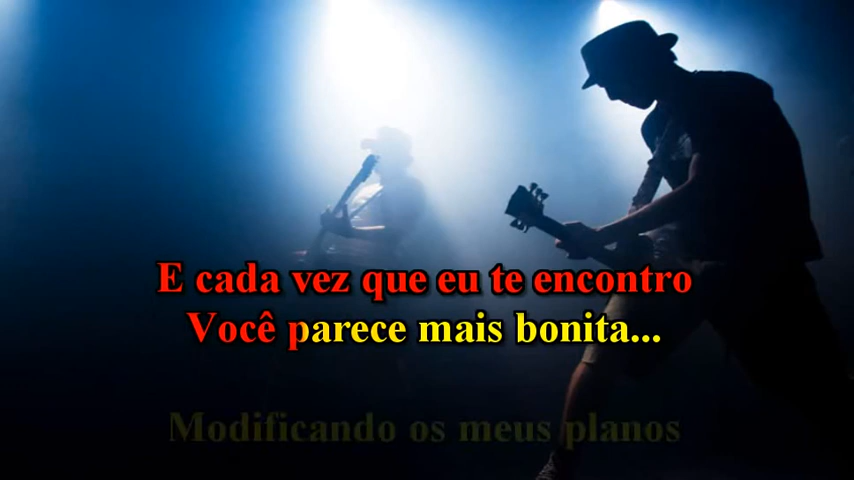 E cada vez que eu te encontro
Você parece mais bonita...
Modificando os meus planos